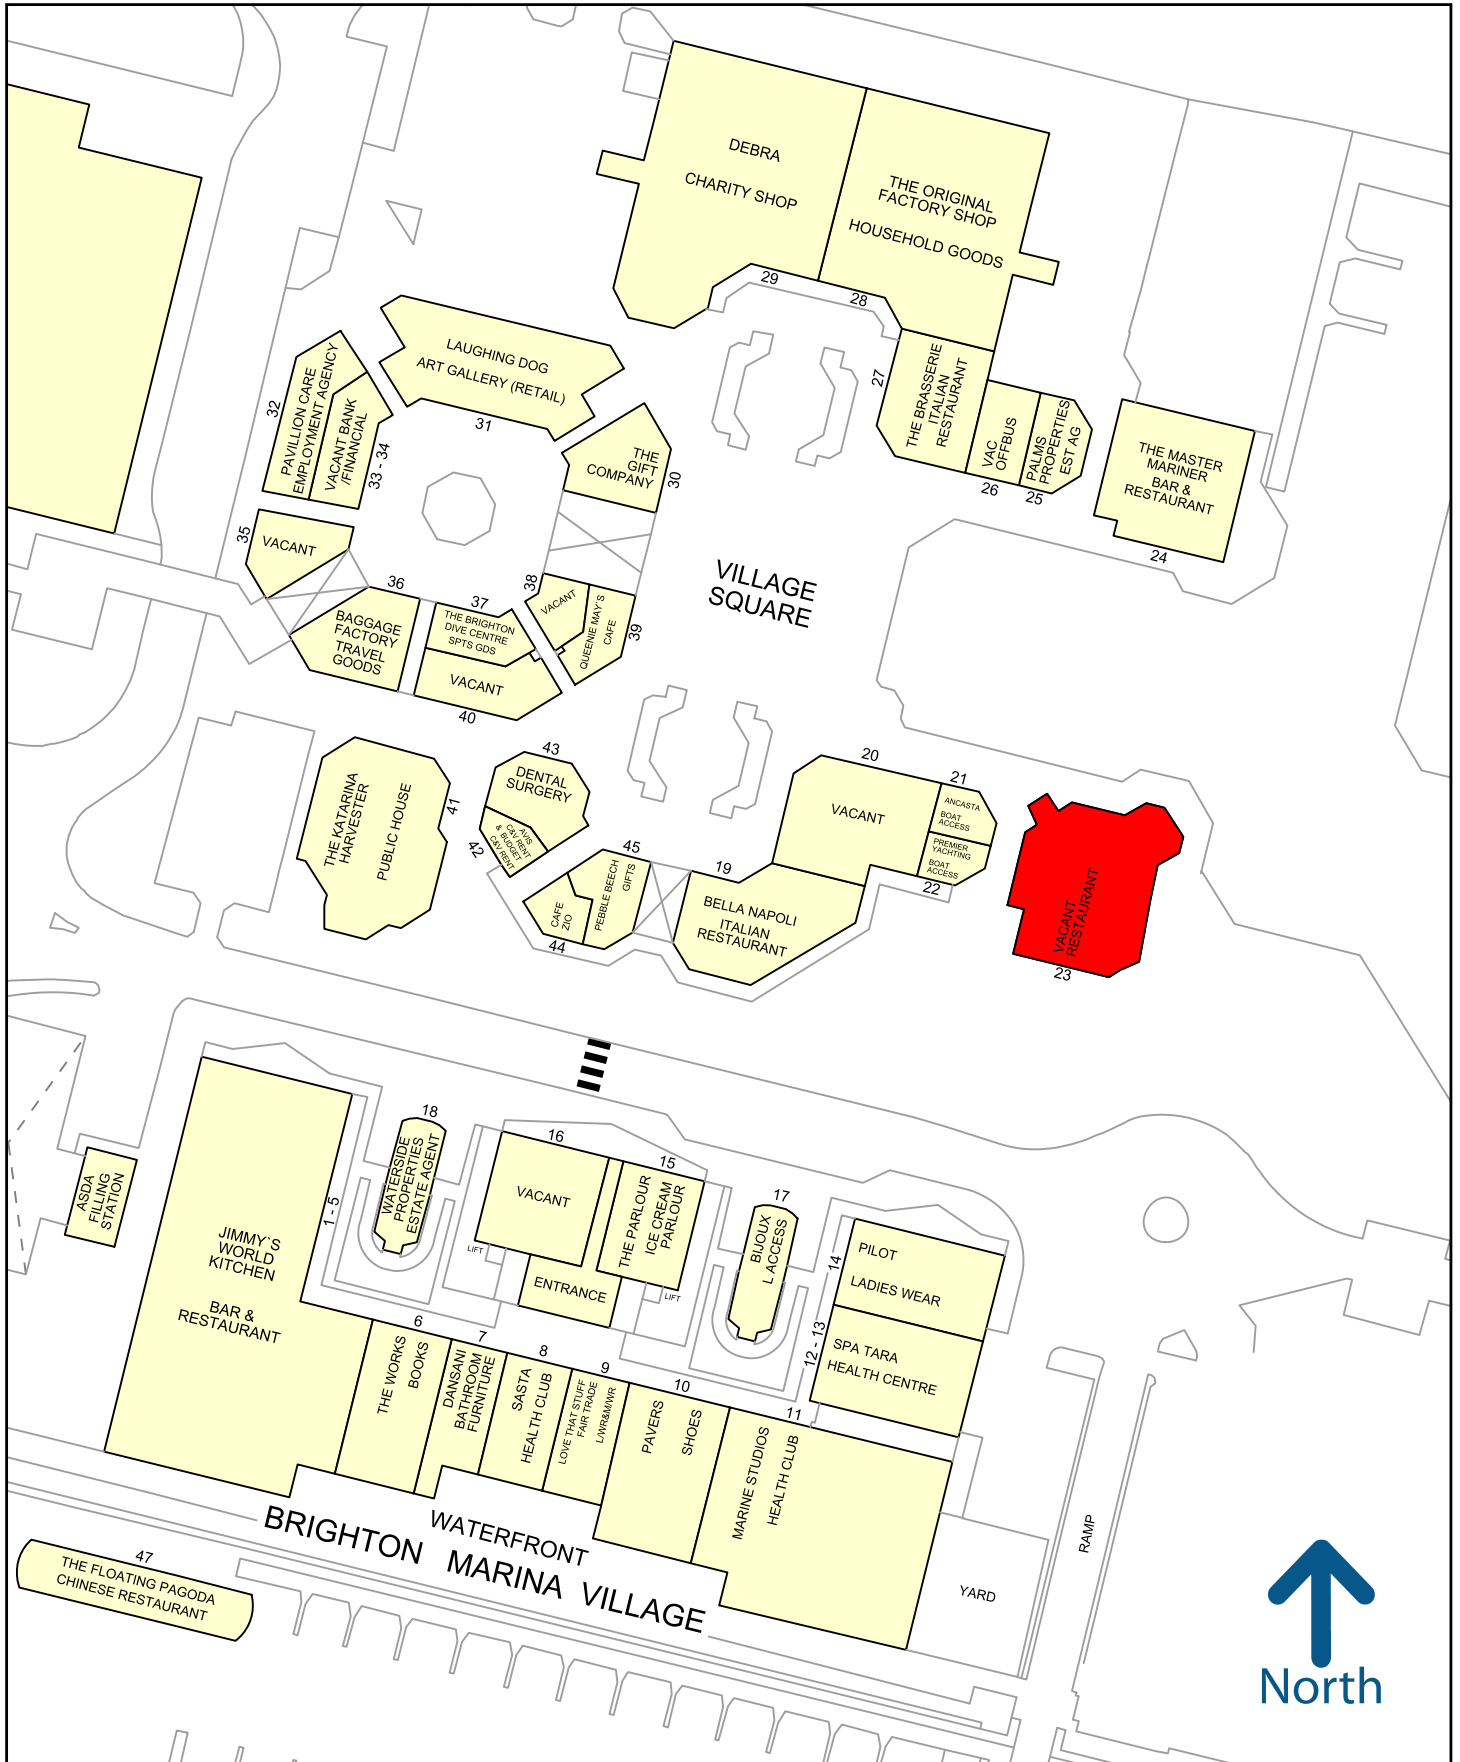 DEBRA
CHARITY SHOP
29
THE ORIGINAL
FACTORY SHOP
HOUSEHOLD GOODS
28
27
THE BRASSERIE
ITALIAN
RESTAURANT
VAC
OFFBUS
26
PALMS
PROPERTIES
EST AG
25
THE MASTER
MARINER
BAR &
RESTAURANT
24
LAUGHING DOG
ART GALLERY (RETAIL)
31
32
PAVILLION CARE
EMPLOYMENT AGENCY
VACANT BANK
/FINANCIAL
33 - 34
THE
GIFT
COMPANY
30
35
VACANT
36
BAGGAGE
FACTORY
TRAVEL
GOODS
37
THE BRIGHTON
DIVE CENTRE
SPTS GDS
VACANT
40
38
VACANT
QUEENIE MAY`S
CAFE
39
VILLAGE
SQUARE
THE KATARINA
HARVESTER
PUBLIC HOUSE
41
43
DENTAL
SURGERY
42
AVIS
C&V RENT
& BUDGET
C&V RENT
45
PEBBLE BEECH
GIFTS
CAFE
ZIO
44
19
BELLA NAPOLI
ITALIAN
RESTAURANT
20
VACANT
21
ANCASTA
BOAT
ACCESS
PREMIER
YACHTING
BOAT
ACCESS
22
VACANT
RESTAURANT
23
ASDA
FILLING
STATION
JIMMY`S
WORLD
KITCHEN
BAR &
RESTAURANT
1 - 5
18
WATERSIDE
PROPERTIES
ESTATE AGENT
16
VACANT
LIFT
15
THE PARLOUR
ICE CREAM
PARLOUR
ENTRANCE
LIFT
17
BIJOUX
L ACCESS
14
PILOT
LADIES WEAR
12 - 13
SPA TARA
HEALTH CENTRE
6
THE WORKS
BOOKS
7
DANSANI
BATHROOM
FURNITURE
8
SASTA
HEALTH CLUB
9
LOVE THAT STUFF
FAIR TRADE
L/WR&M/WR
10
PAVERS
SHOES
11
MARINE STUDIOS
HEALTH CLUB
WATERFRONT
BRIGHTON MARINA VILLAGE
YARD
RAMP
47
THE FLOATING PAGODA
CHINESE RESTAURANT
North